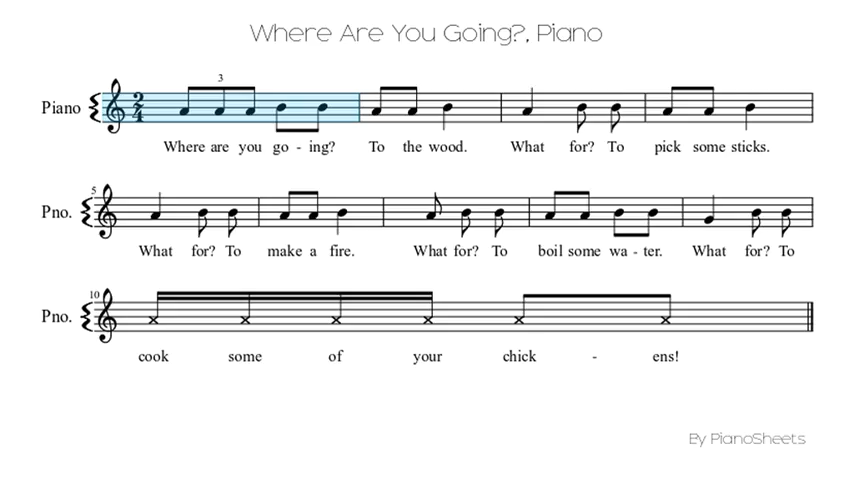 Where Are You Going?, Piano
3
Piano
2
4
Where are you go - ing? To the wood. What for? To pick some sticks.
5
Pno.
What for? To make a fire. What for? To boil some wa - ter. What for? To
10
Pno.
cook some of your chick - ens!
By PianoSheets